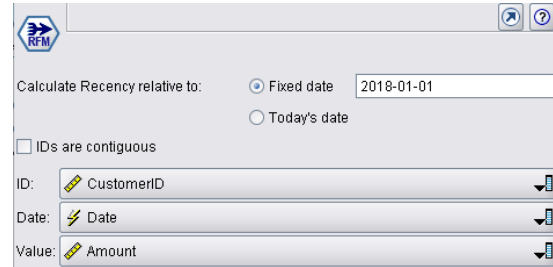 RFM
Calculate Recency relative to: Fixed date 2018-01-01
Today's date
IDs are contiguous
ID: CustomerID
Date: Date
Value: Amount